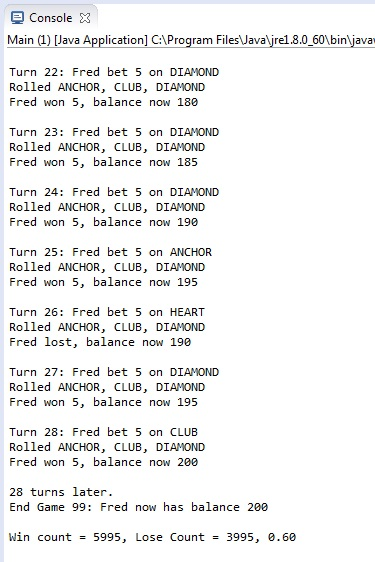 Console
Main (1) [Java Application] C:\Program Files\Java\jre1.8.0_60\bin\java
Turn 22: Fred bet 5 on DIAMOND
Rolled ANCHOR, CLUB, DIAMOND
Fred won 5, balance now 180
Turn 23: Fred bet 5 on DIAMOND
Rolled ANCHOR, CLUB, DIAMOND
Fred won 5, balance now 185
Turn 24: Fred bet 5 on DIAMOND
Rolled ANCHOR, CLUB, DIAMOND
Fred won 5, balance now 190
Turn 25: Fred bet 5 on ANCHOR
Rolled ANCHOR, CLUB, DIAMOND
Fred won 5, balance now 195
Turn 26: Fred bet 5 on HEART
Rolled ANCHOR, CLUB, DIAMOND
Fred lost, balance now 190
Turn 27: Fred bet 5 on DIAMOND
Rolled ANCHOR, CLUB, DIAMOND
Fred won 5, balance now 195
Turn 28: Fred bet 5 on CLUB
Rolled ANCHOR, CLUB, DIAMOND
Fred won 5, balance now 200
28 turns later.
End Game 99: Fred now has balance 200
Win count = 5995, Lose Count = 3995, 0.60